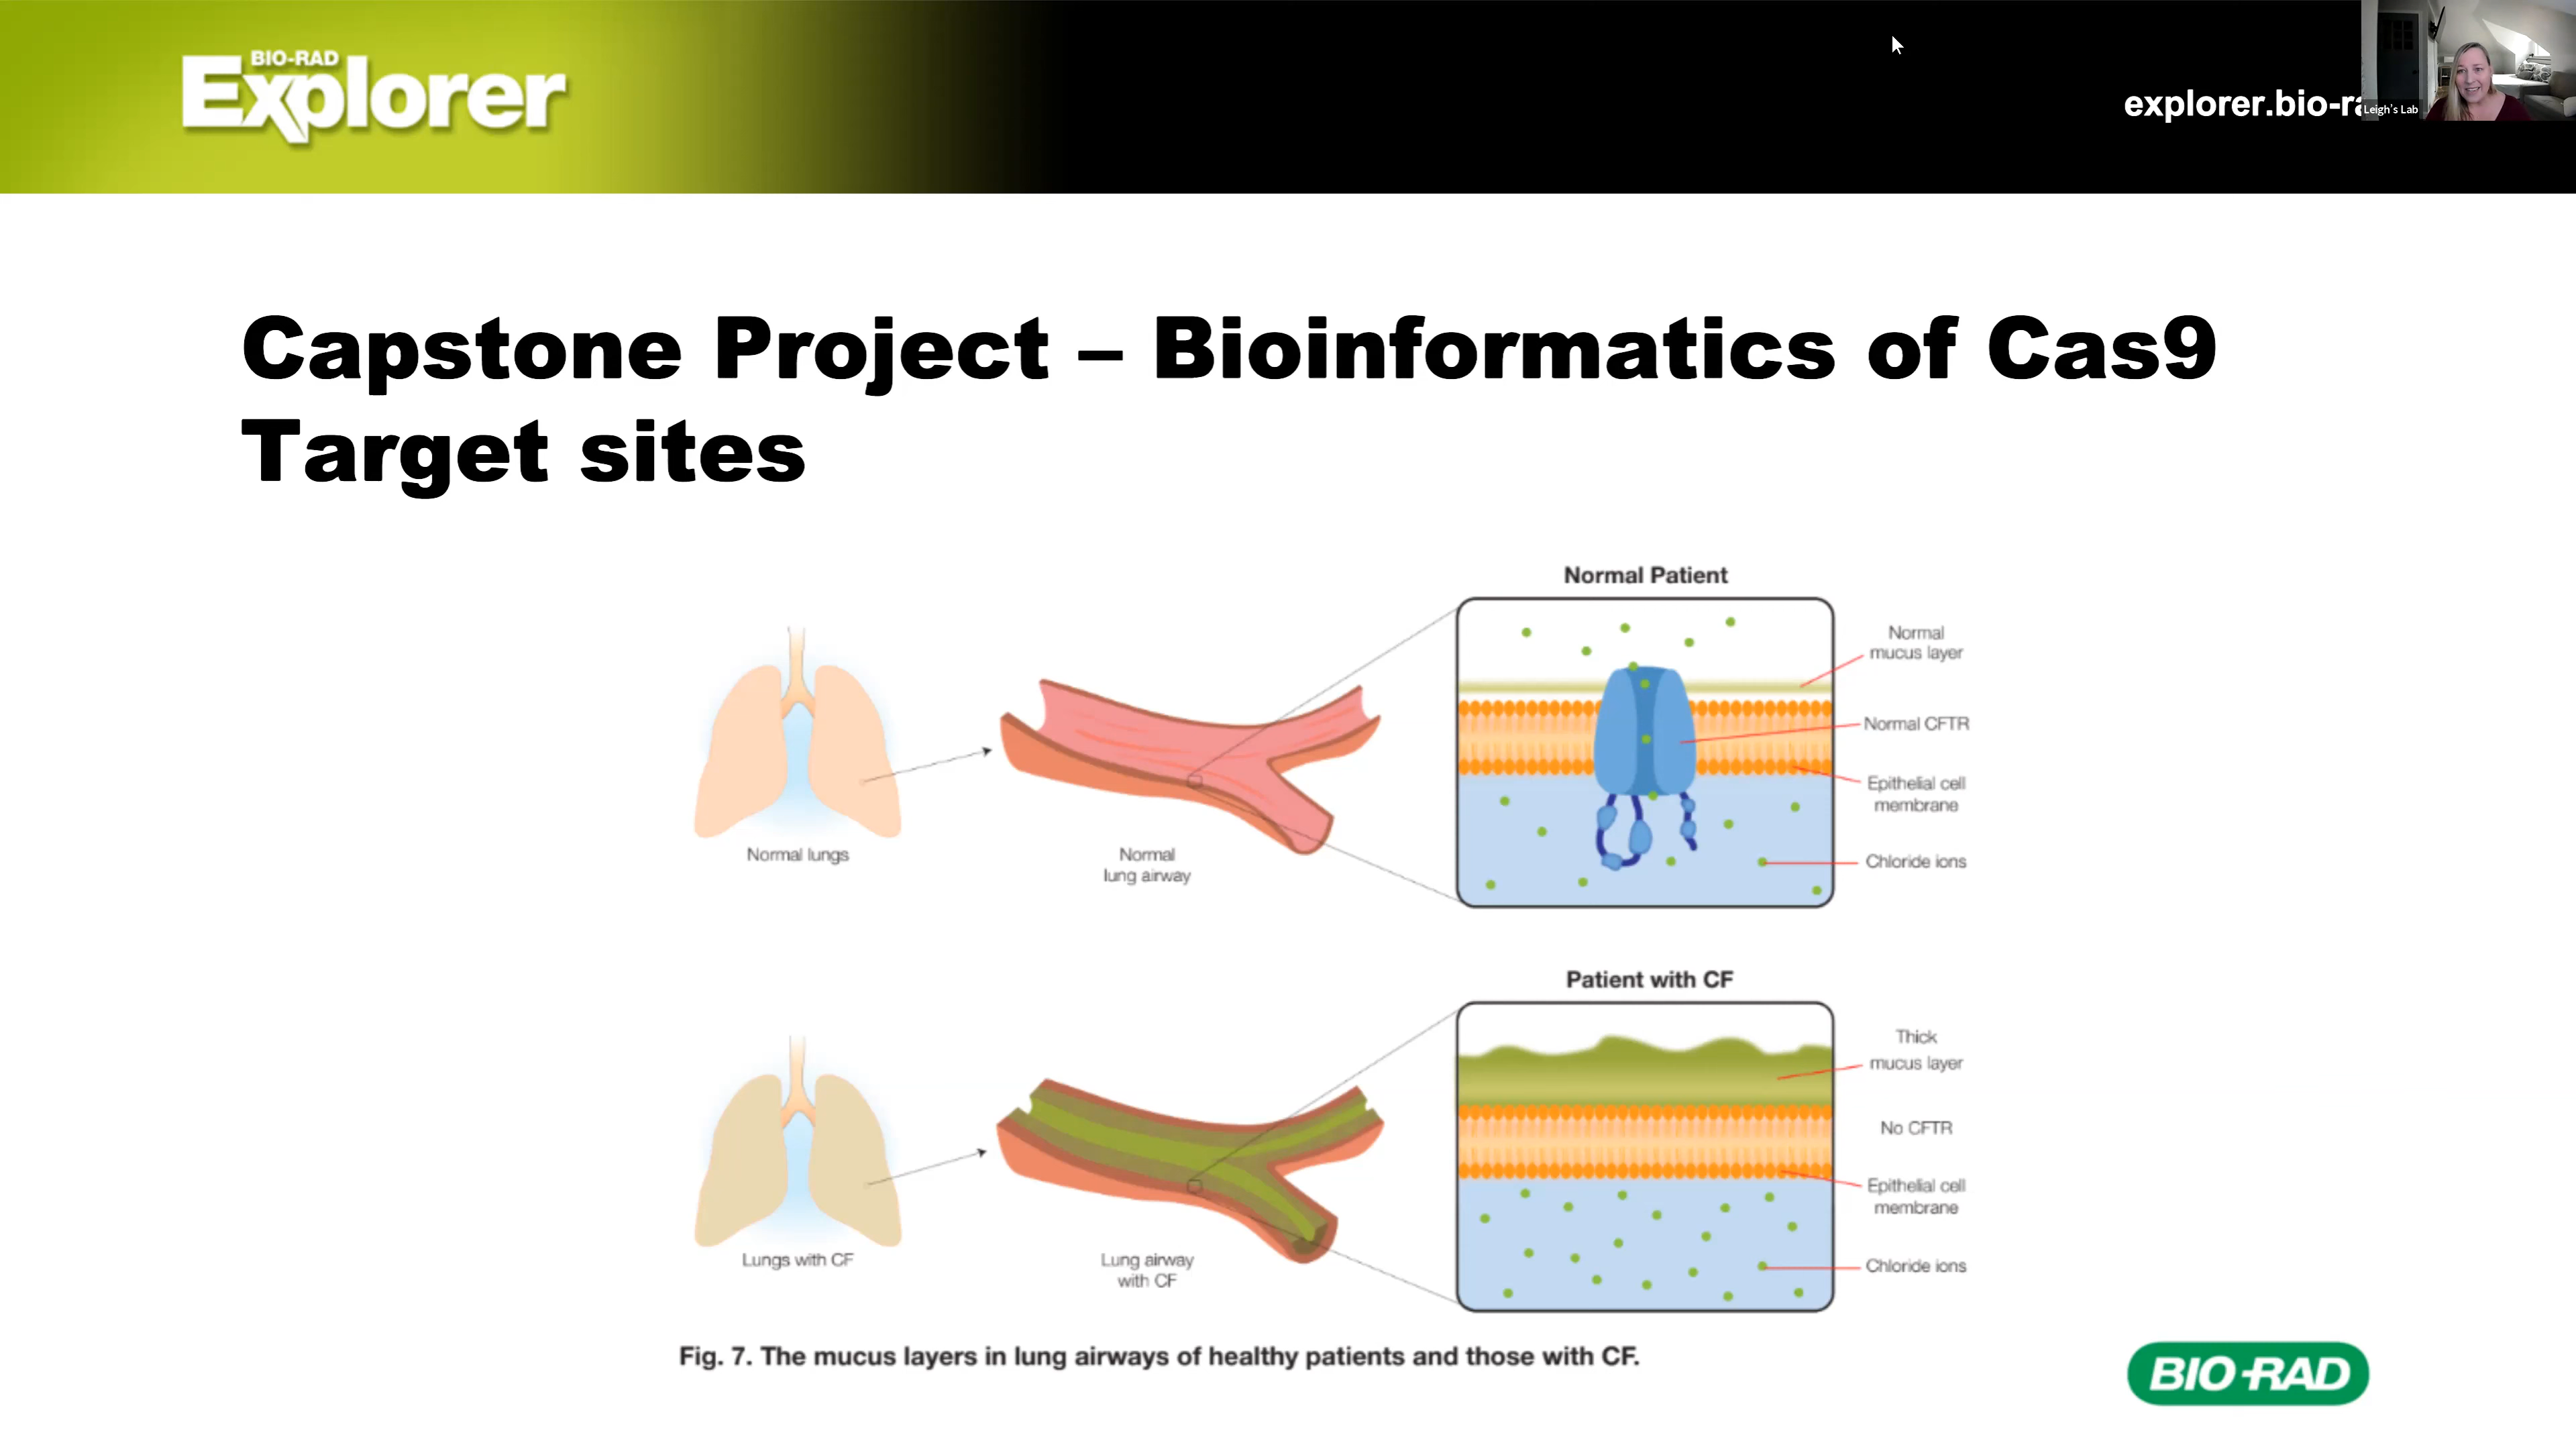 BIO-RAD
Explorer
explorer.bio-ra
Leigh's Lab
Capstone Project – Bioinformatics of Cas9
Target sites
Normal Patient
Normal
mucus layer
Normal CFTR
Epithelial cell
membrane
Chloride ions
Normal lungs
Normal
lung airway
Patient with CF
Thick
mucus layer
No CFTR
Epithelial cell
membrane
Chloride ions
Lungs with CF
Lung airway
with CF
Fig. 7. The mucus layers in lung airways of healthy patients and those with CF.
BIO-RAD